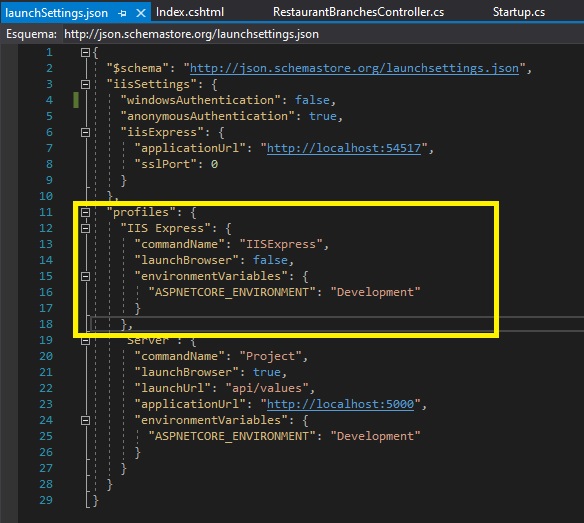 launchSettings.json Index.cshtml RestaurantBranchesController.cs Startup.cs
Esquema: http://json.schemastore.org/launchsettings.json
1 {
2 "$schema": "http://json.schemastore.org/launchsettings.json",
3 "iisSettings": {
4 "windowsAuthentication": false,
5 "anonymousAuthentication": true,
6 "iisExpress": {
7 "applicationUrl": "http://localhost:54517",
8 "sslPort": 0
9 }
10 },
11 "profiles": {
12 "IIS Express": {
13 "commandName": "IISExpress",
14 "launchBrowser": false,
15 "environmentVariables": {
16 "ASPNETCORE_ENVIRONMENT": "Development"
17 }
18 },
19 "Server": {
20 "commandName": "Project",
21 "launchBrowser": true,
22 "launchUrl": "api/values",
23 "applicationUrl": "http://localhost:5000",
24 "environmentVariables": {
25 "ASPNETCORE_ENVIRONMENT": "Development"
26 }
27 }
28 }
29 }